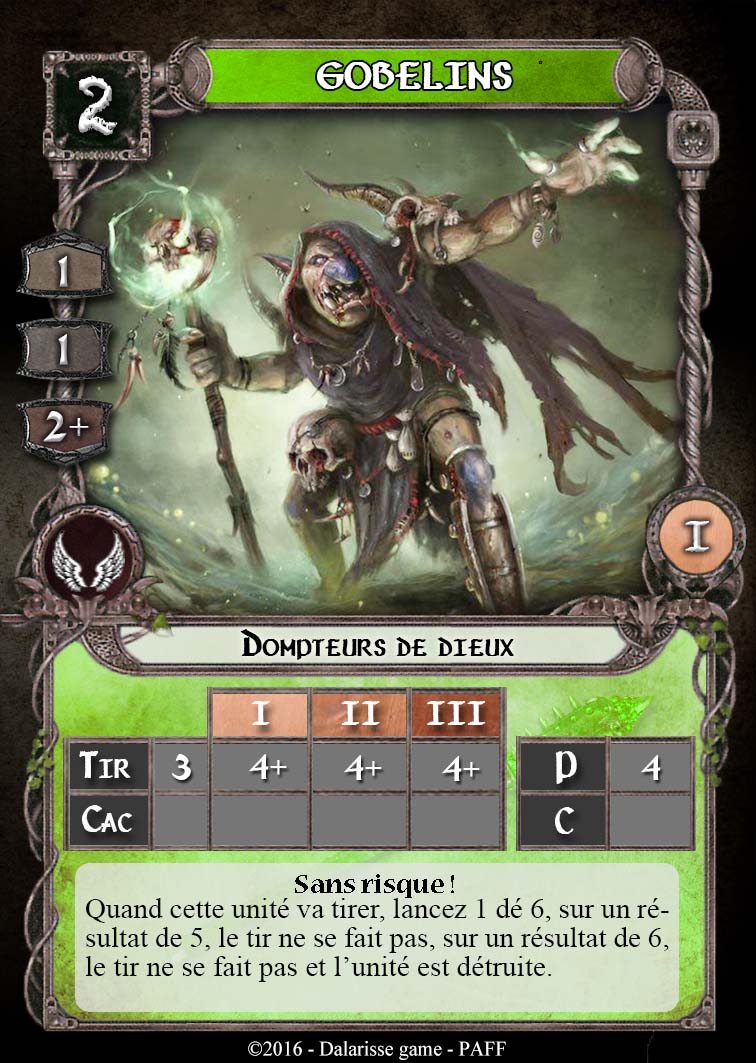 GOBELINS
2
1
1
2+
I
DOMPTEURS DE DIEUX
I II III
TIR 3 4+ 4+ 4+ P 4
CAC C
Sans risque !
Quand cette unité va tirer, lancez 1 dé 6, sur un ré-
sultat de 5, le tir ne se fait pas, sur un résultat de 6,
le tir ne se fait pas et l’unité est détruite.
©2016 - Dalarisse game - PAFF